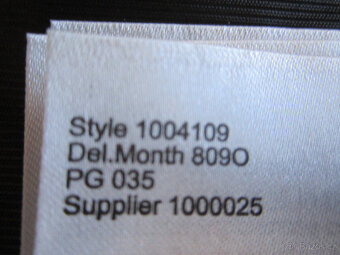 Style 1004109
Del.Month 809O
PG 035
Supplier 1000025